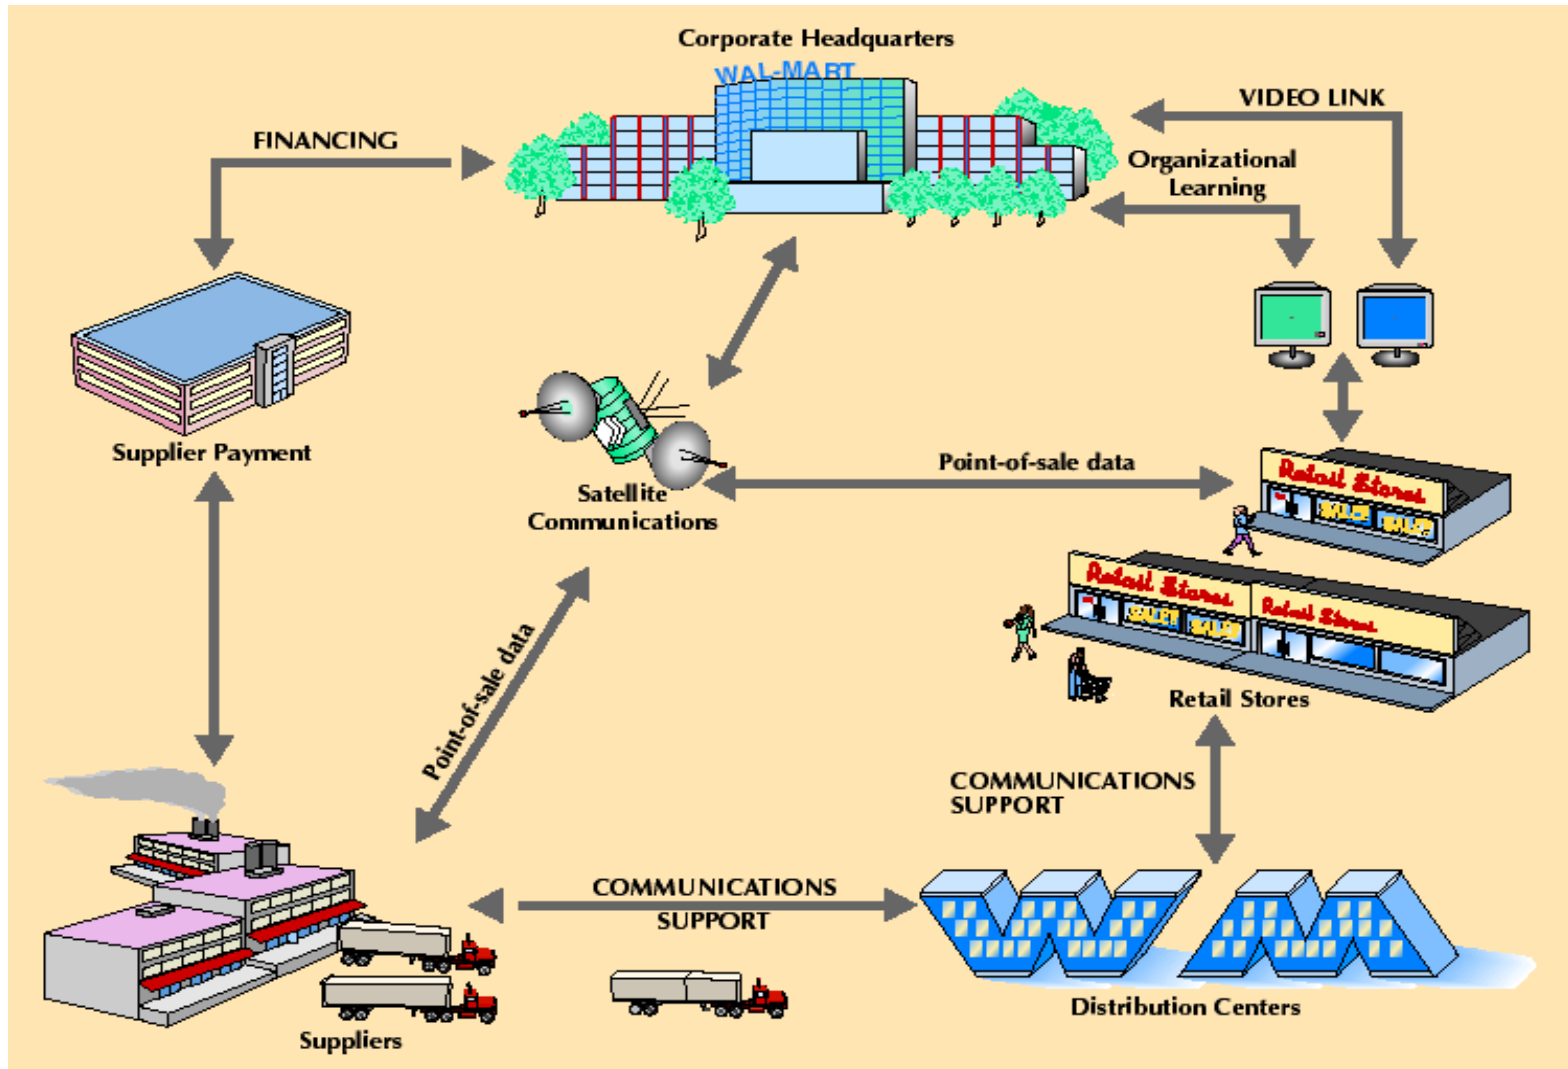 Corporate Headquarters
WAL-MART
VIDEO LINK
FINANCING
Organizational
Learning
Supplier Payment
Point-of-sale data
Satellite
Communications
Retail Stores
SALE!
SALE!
Retail Stores
Retail Stores
SALE!
SALE!
Retail Stores
Point-of-sale data
COMMUNICATIONS
SUPPORT
COMMUNICATIONS
SUPPORT
Distribution Centers
Suppliers